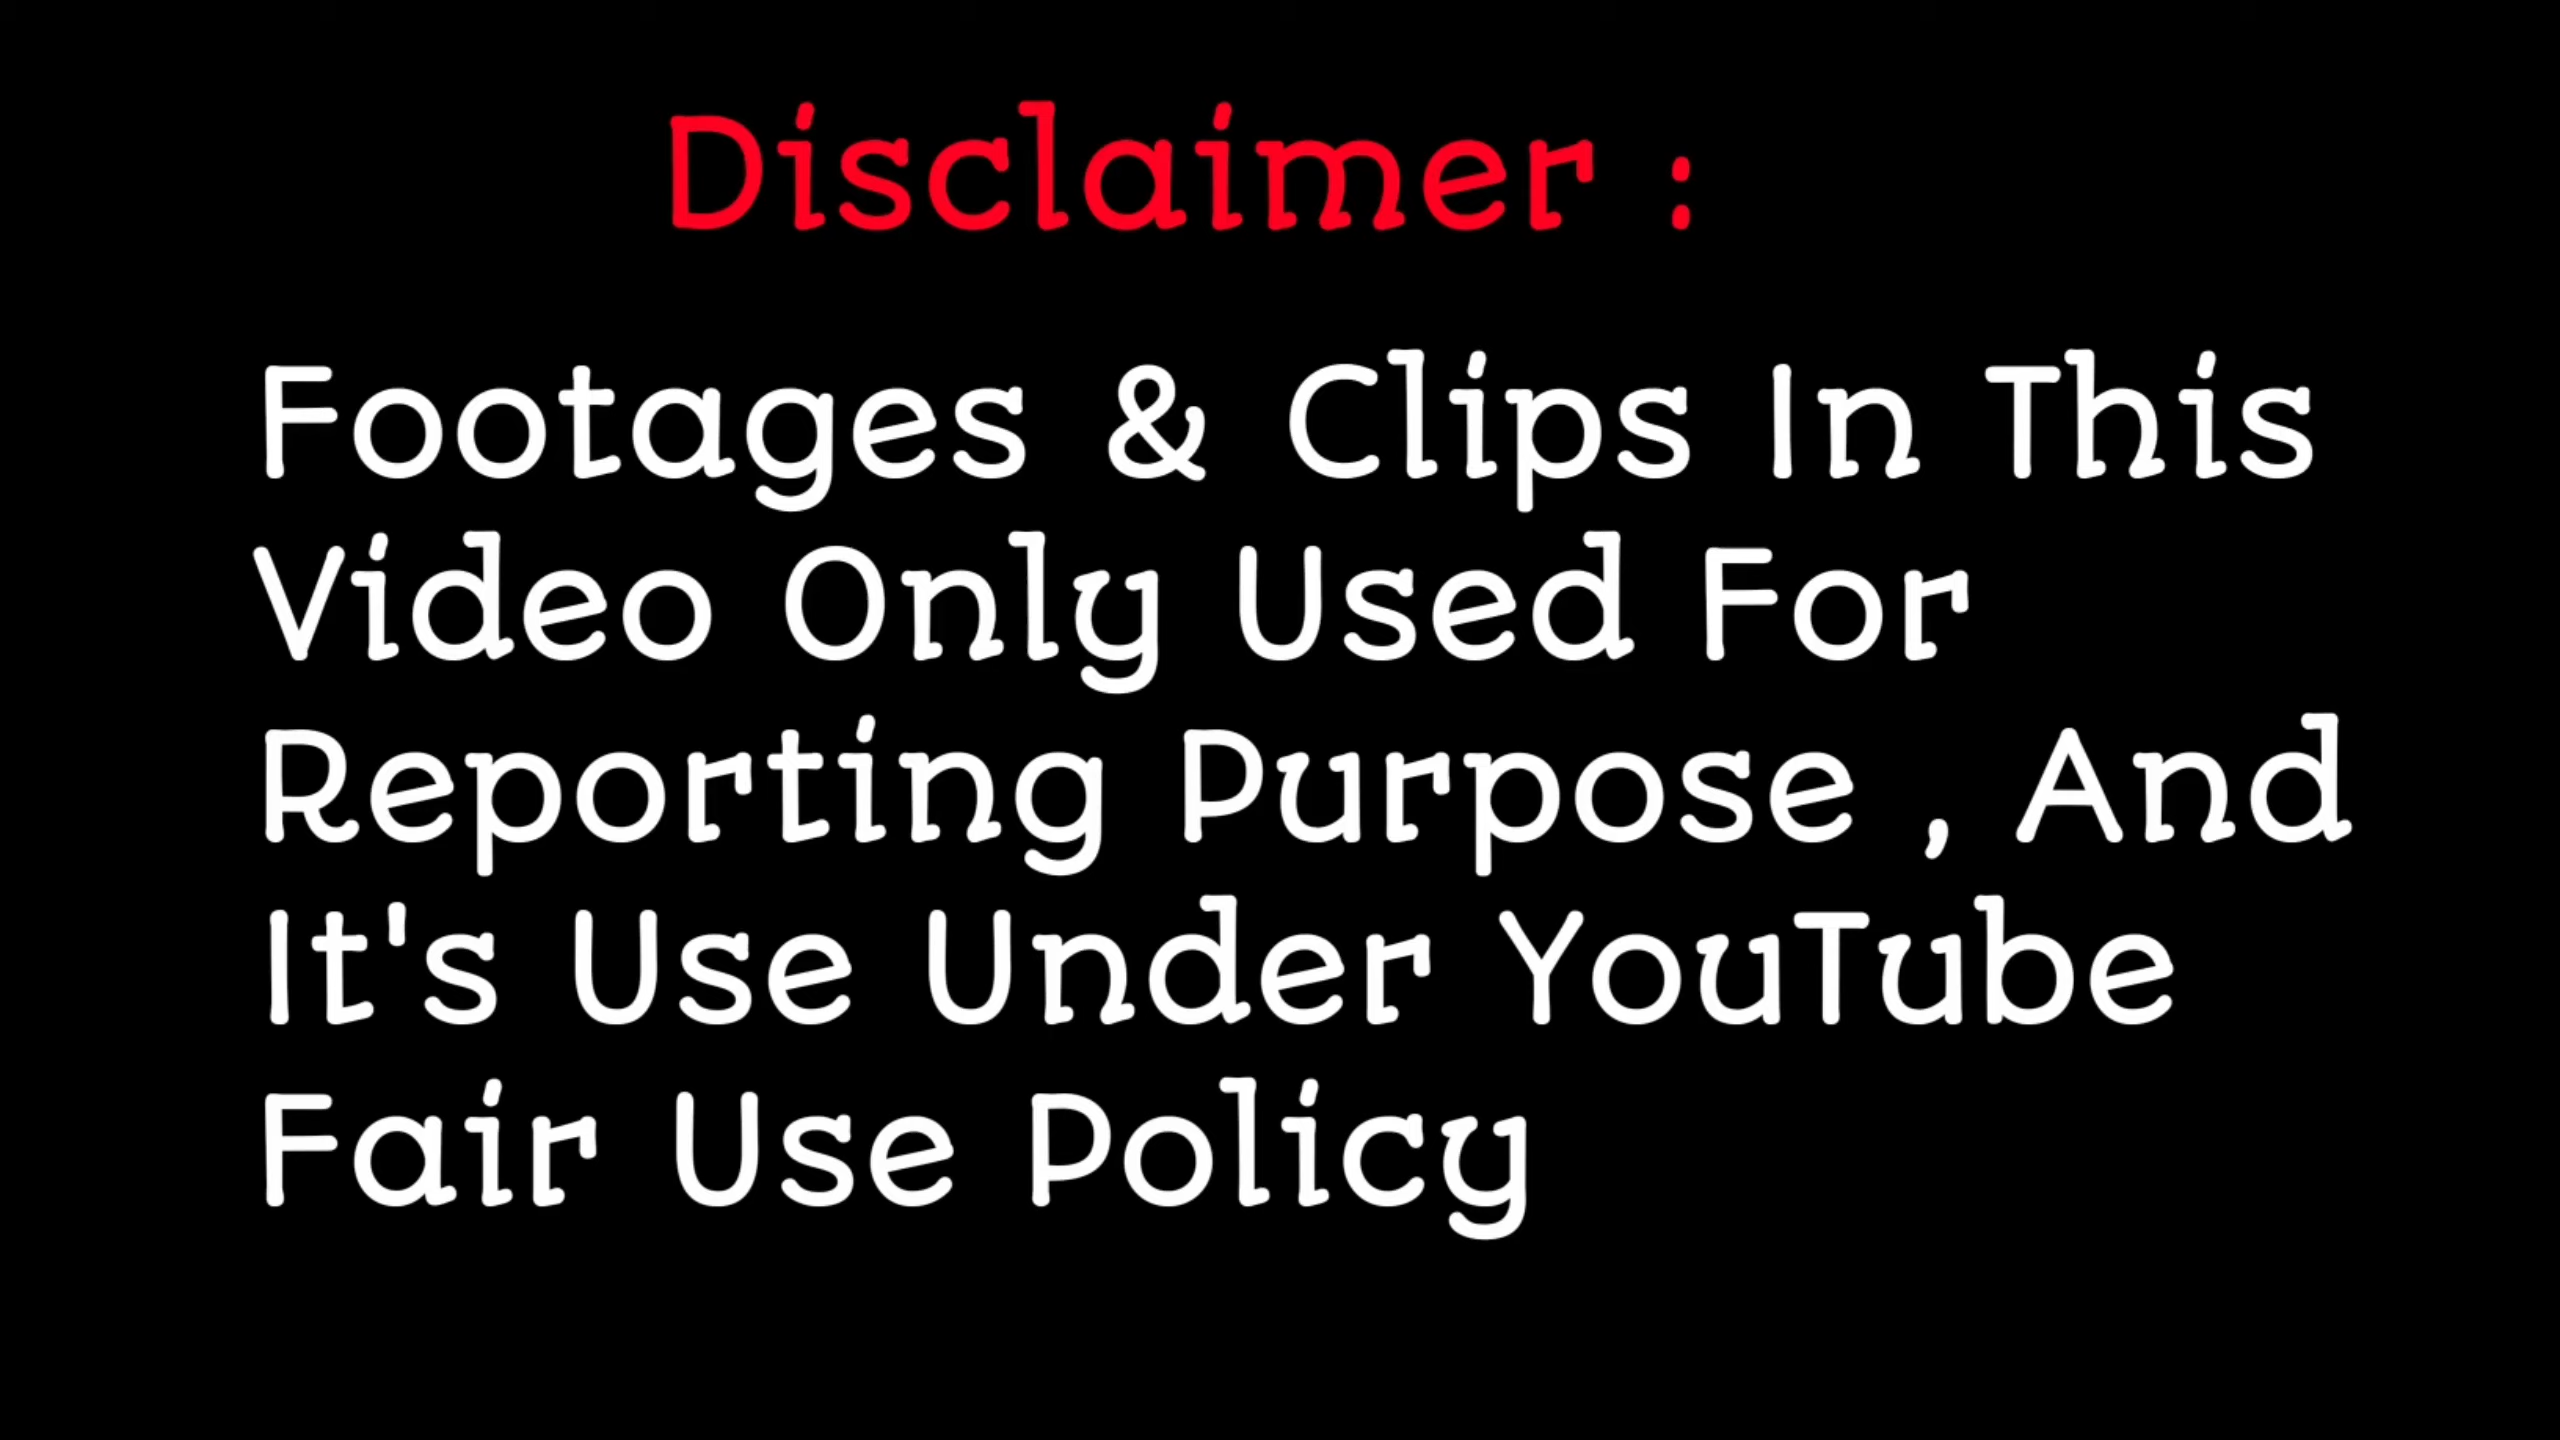 Disclaimer :
Footages & Clips In This
Video Only Used For
Reporting Purpose , And
It's Use Under YouTube
Fair Use Policy